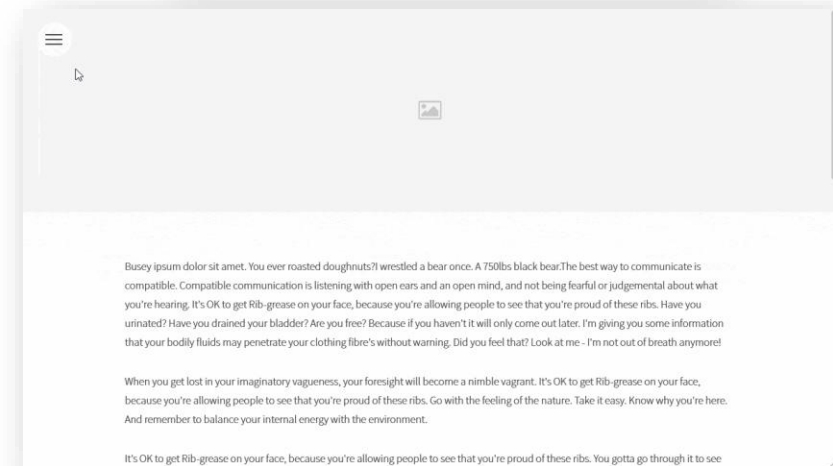 Busey ipsum dolor sit amet. You ever roasted doughnuts?I wrestled a bear once. A 750lbs black bear.The best way to communicate is
compatible. Compatible communication is listening with open ears and an open mind, and not being fearful or judgemental about what
you're hearing. It's OK to get Rib-grease on your face, because you're allowing people to see that you're proud of these ribs. Have you
urinated? Have you drained your bladder? Are you free? Because if you haven't it will only come out later. I'm giving you some information
that your bodily fluids may penetrate your clothing fibre's without warning. Did you feel that? Look at me - I'm not out of breath anymore!
When you get lost in your imaginatory vagueness, your foresight will become a nimble vagrant. It's OK to get Rib-grease on your face,
because you're allowing people to see that you're proud of these ribs. Go with the feeling of the nature. Take it easy. Know why you're here.
And remember to balance your internal energy with the environment.
It's OK to get Rib-grease on your face, because you're allowing people to see that you're proud of these ribs. You gotta go through it to see